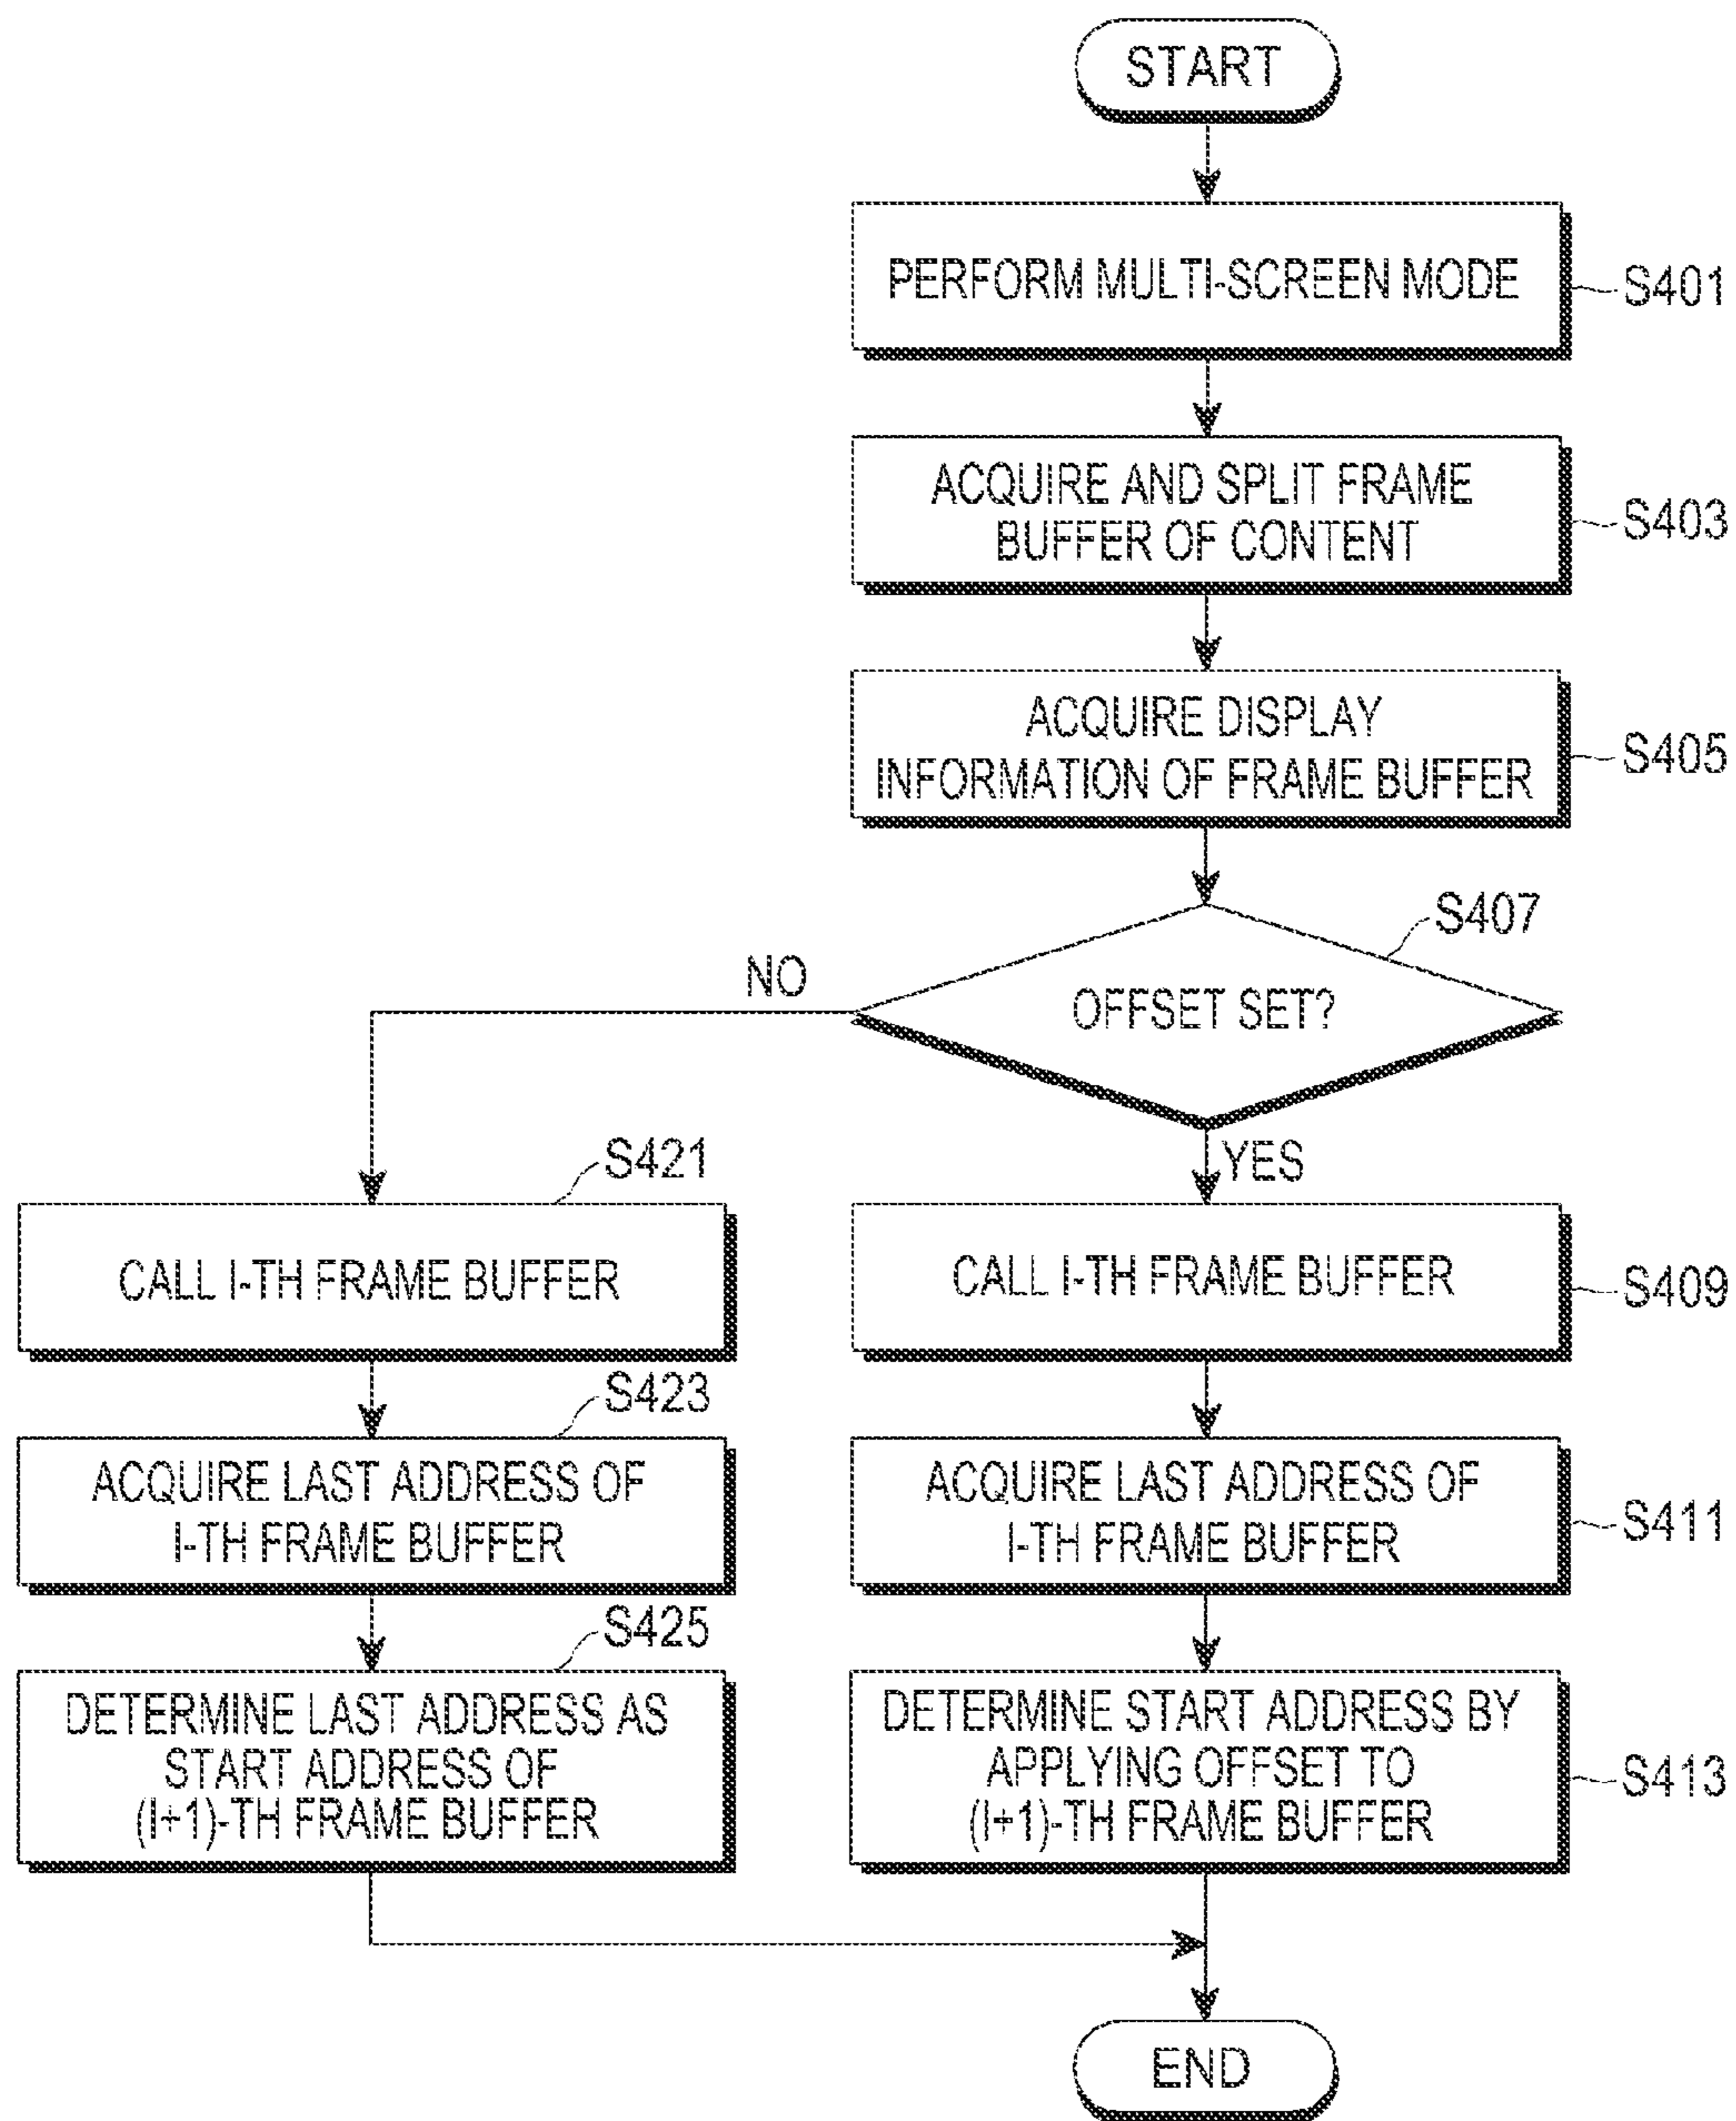 START
PERFORM MULTI-SCREEN MODE
S401
ACQUIRE AND SPLIT FRAME
BUFFER OF CONTENT
S403
ACQUIRE DISPLAY
INFORMATION OF FRAME BUFFER
S405
S407
OFFSET SET?
NO
YES
S421
CALL I-TH FRAME BUFFER
CALL I-TH FRAME BUFFER
S409
S423
ACQUIRE LAST ADDRESS OF
I-TH FRAME BUFFER
ACQUIRE LAST ADDRESS OF
I-TH FRAME BUFFER
S411
S425
DETERMINE LAST ADDRESS AS
START ADDRESS OF
(I+1)-TH FRAME BUFFER
DETERMINE START ADDRESS BY
APPLYING OFFSET TO
(I+1)-TH FRAME BUFFER
S413
END